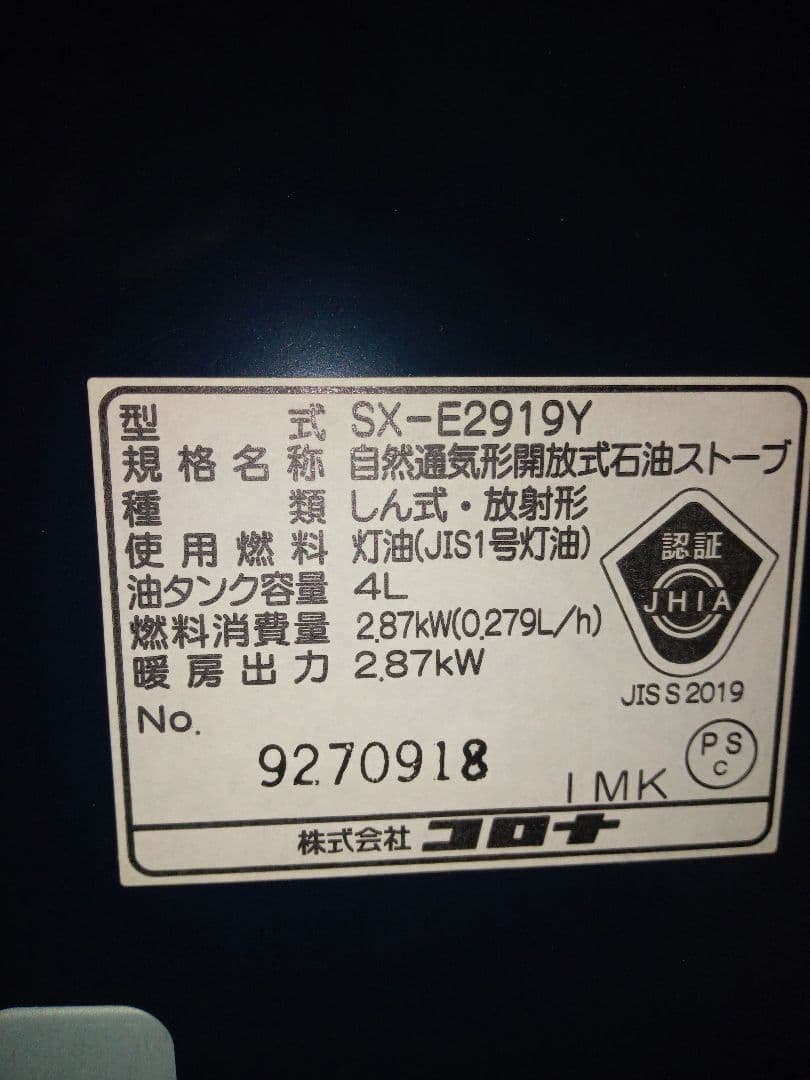 型式 SX-E2919Y
規格名称 自然通気形開放式石油ストーブ
種類 しん式・放射形
使用燃料 灯油(JIS1号灯油)
油タンク容量 4L
燃料消費量 2.87kW(0.279L/h)
暖房出力 2.87kW
認証
JHIA
JIS S 2019
No.
9270918
IMK
PS
C
株式会社コロナ